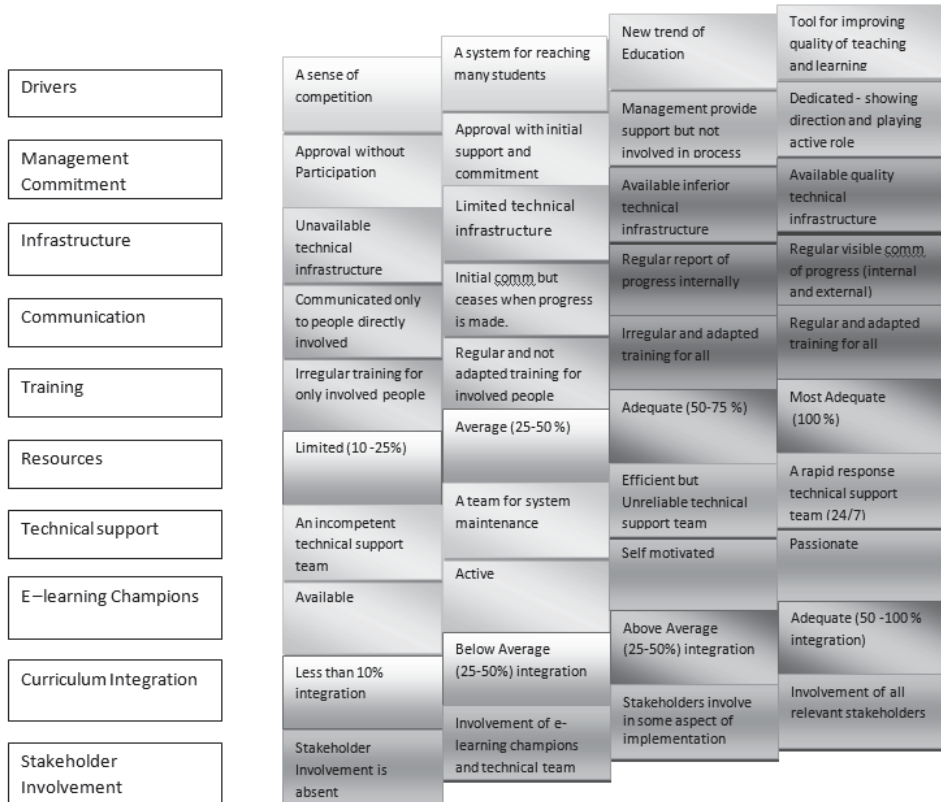 Drivers
Management
Commitment
Infrastructure
Communication
Training
Resources
Technical support
E–learning Champions
Curriculum Integration
Stakeholder
Involvement
A sense of
competition
Approval without
Participation
Unavailable
technical
infrastructure
Communicated only
to people directly
involved
Irregular training for
only involved people
Limited (10 -25%)
An incompetent
technical support
team
Available
Less than 10%
integration
Stakeholder
Involvement is
absent
A system for reaching
many students
Approval with initial
support and
commitment
Limited technical
infrastructure
Initial comm but
ceases when progress
is made.
Regular and not
adapted training for
involved people
Average (25-50 %)
A team for system
maintenance
Active
Below Average
(25-50%) integration
Involvement of e-
learning champions
and technical team
New trend of
Education
Management provide
support but not
involved in process
Available inferior
technical
infrastructure
Regular report of
progress internally
Irregular and adapted
training for all
Adequate (50-75 %)
Efficient but
Unreliable technical
support team
Self motivated
Above Average
(25-50%) integration
Stakeholders involve
in some aspect of
implementation
Tool for improving
quality of teaching
and learning
Dedicated - showing
direction and playing
active role
Available quality
technical
infrastructure
Regular visible comm
of progress (internal
and external)
Regular and adapted
training for all
Most Adequate
(100 %)
A rapid response
technical support
team (24/7)
Passionate
Adequate (50 -100 %
integration)
Involvement of all
relevant stakeholders